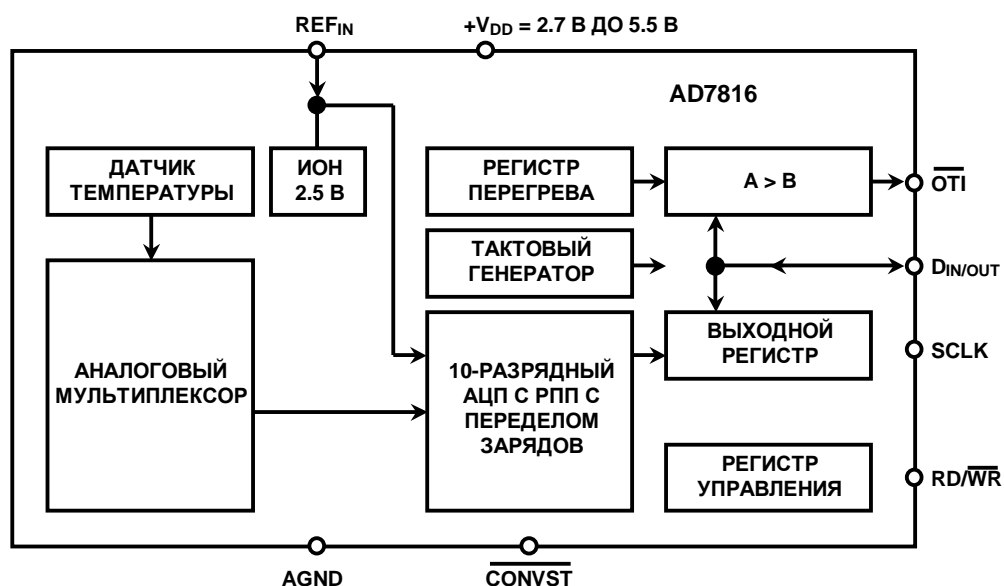 REFIN
+VDD = 2.7 В ДО 5.5 В
AD7816
ДАТЧИК
ТЕМПЕРАТУРЫ
ИОН
2.5 В
РЕГИСТР
ПЕРЕГРЕВА
A > B
OTI
ТАКТОВЫЙ
ГЕНЕРАТОР
DIN/OUT
АНАЛОГОВЫЙ
МУЛЬТИПЛЕКСОР
10-РАЗРЯДНЫЙ
АЦП С РПП С
ПЕРЕДЕЛОМ
ЗАРЯДОВ
ВЫХОДНОЙ
РЕГИСТР
SCLK
РЕГИСТР
УПРАВЛЕНИЯ
RD/WR
AGND
CONVST